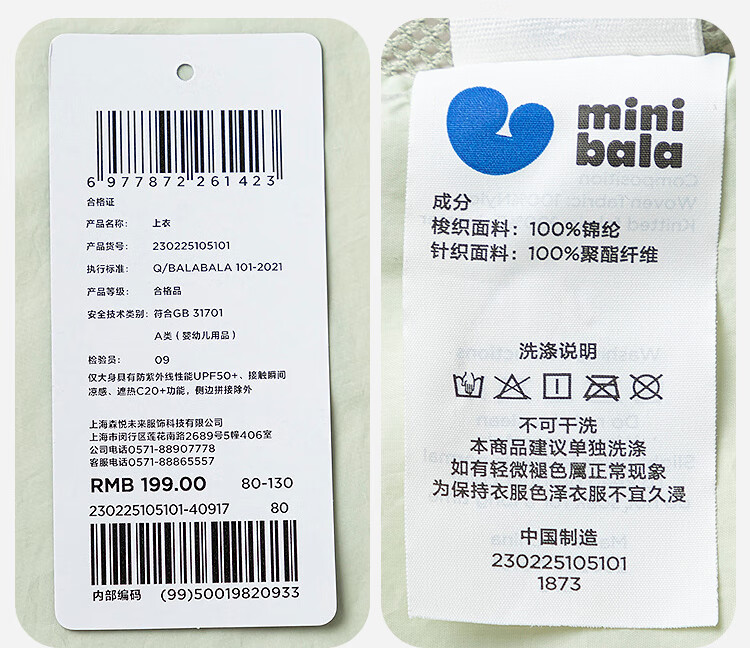 6 977872 261423
合格证
产品名称: 上衣
产品货号: 230225105101
执行标准: Q/BALABALA 101-2021
产品等级: 合格品
安全技术类别: 符合GB 31701
A类（婴幼儿用品）
检验员: 09
仅大身具有防紫外线性能UPF50+、接触瞬间
凉感、遮热C20+功能，侧边拼接除外
上海森悦未来服饰科技有限公司
上海市闵行区莲花南路2689号5幢406室
公司电话0571-88907778
客服电话0571-88865557
RMB 199.00 80-130
230225105101-40917 80
内部编码 (99)50019820933
mini
bala
成分
梭织面料: 100%锦纶
针织面料: 100%聚酯纤维
洗涤说明
不可干洗
本商品建议单独洗涤
如有轻微褪色属正常现象
为保持衣服色泽衣服不宜久浸
中国制造
230225105101
1873